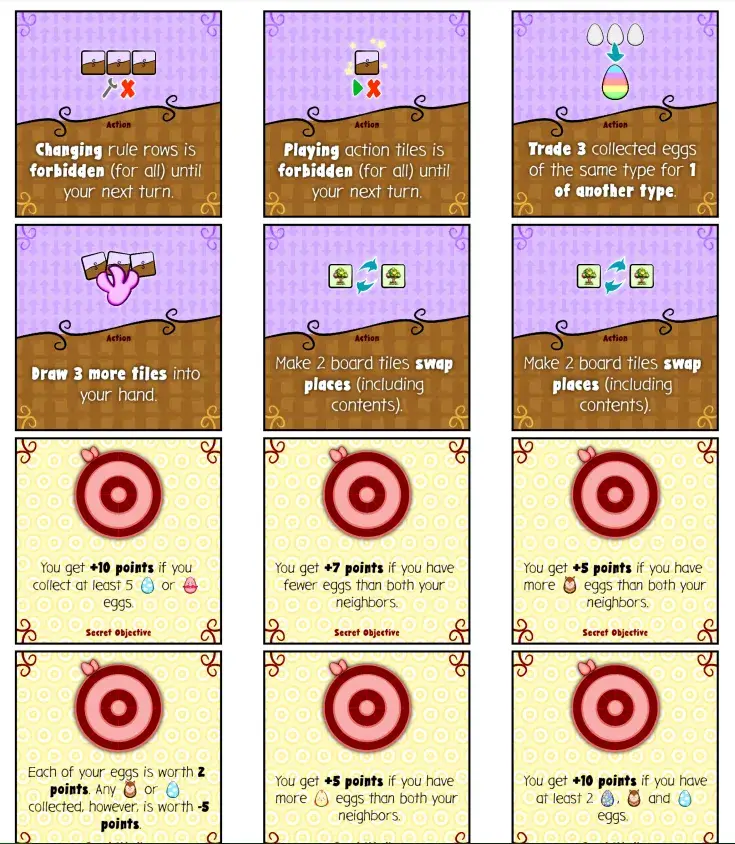 Action
Changing rule rows is
forbidden (for all) until
your next turn.
Action
Playing action tiles is
forbidden (for all) until
your next turn.
Action
Trade 3 collected eggs
of the same type for 1
of another type.
Action
Draw 3 more tiles into
your hand.
Action
Make 2 board tiles swap
places (including
contents).
Action
Make 2 board tiles swap
places (including
contents).
You get +10 points if you
collect at least 5 or
eggs.
Secret Objective
You get +7 points if you have
fewer eggs than both your
neighbors.
Secret Objective
You get +5 points if you have
more eggs than both your
neighbors.
Secret Objective
Each of your eggs is worth 2
points. Any or
collected, however, is worth -5
points.
You get +5 points if you have
more eggs than both your
neighbors.
You get +10 points if you have
at least 2 , and
eggs.